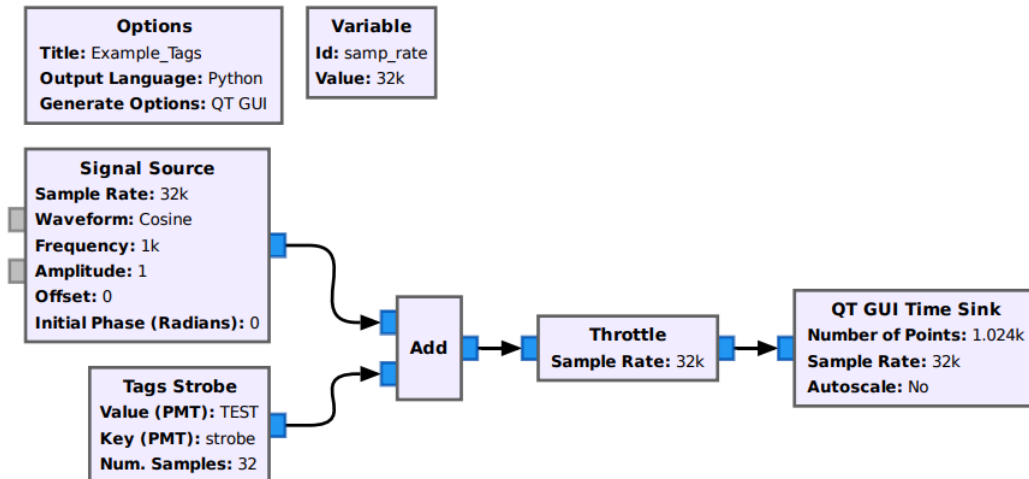 Options
Title: Example_Tags
Output Language: Python
Generate Options: QT GUI
Variable
Id: samp_rate
Value: 32k
Signal Source
Sample Rate: 32k
Waveform: Cosine
Frequency: 1k
Amplitude: 1
Offset: 0
Initial Phase (Radians): 0
Tags Strobe
Value (PMT): TEST
Key (PMT): strobe
Num. Samples: 32
Add
Throttle
Sample Rate: 32k
QT GUI Time Sink
Number of Points: 1.024k
Sample Rate: 32k
Autoscale: No